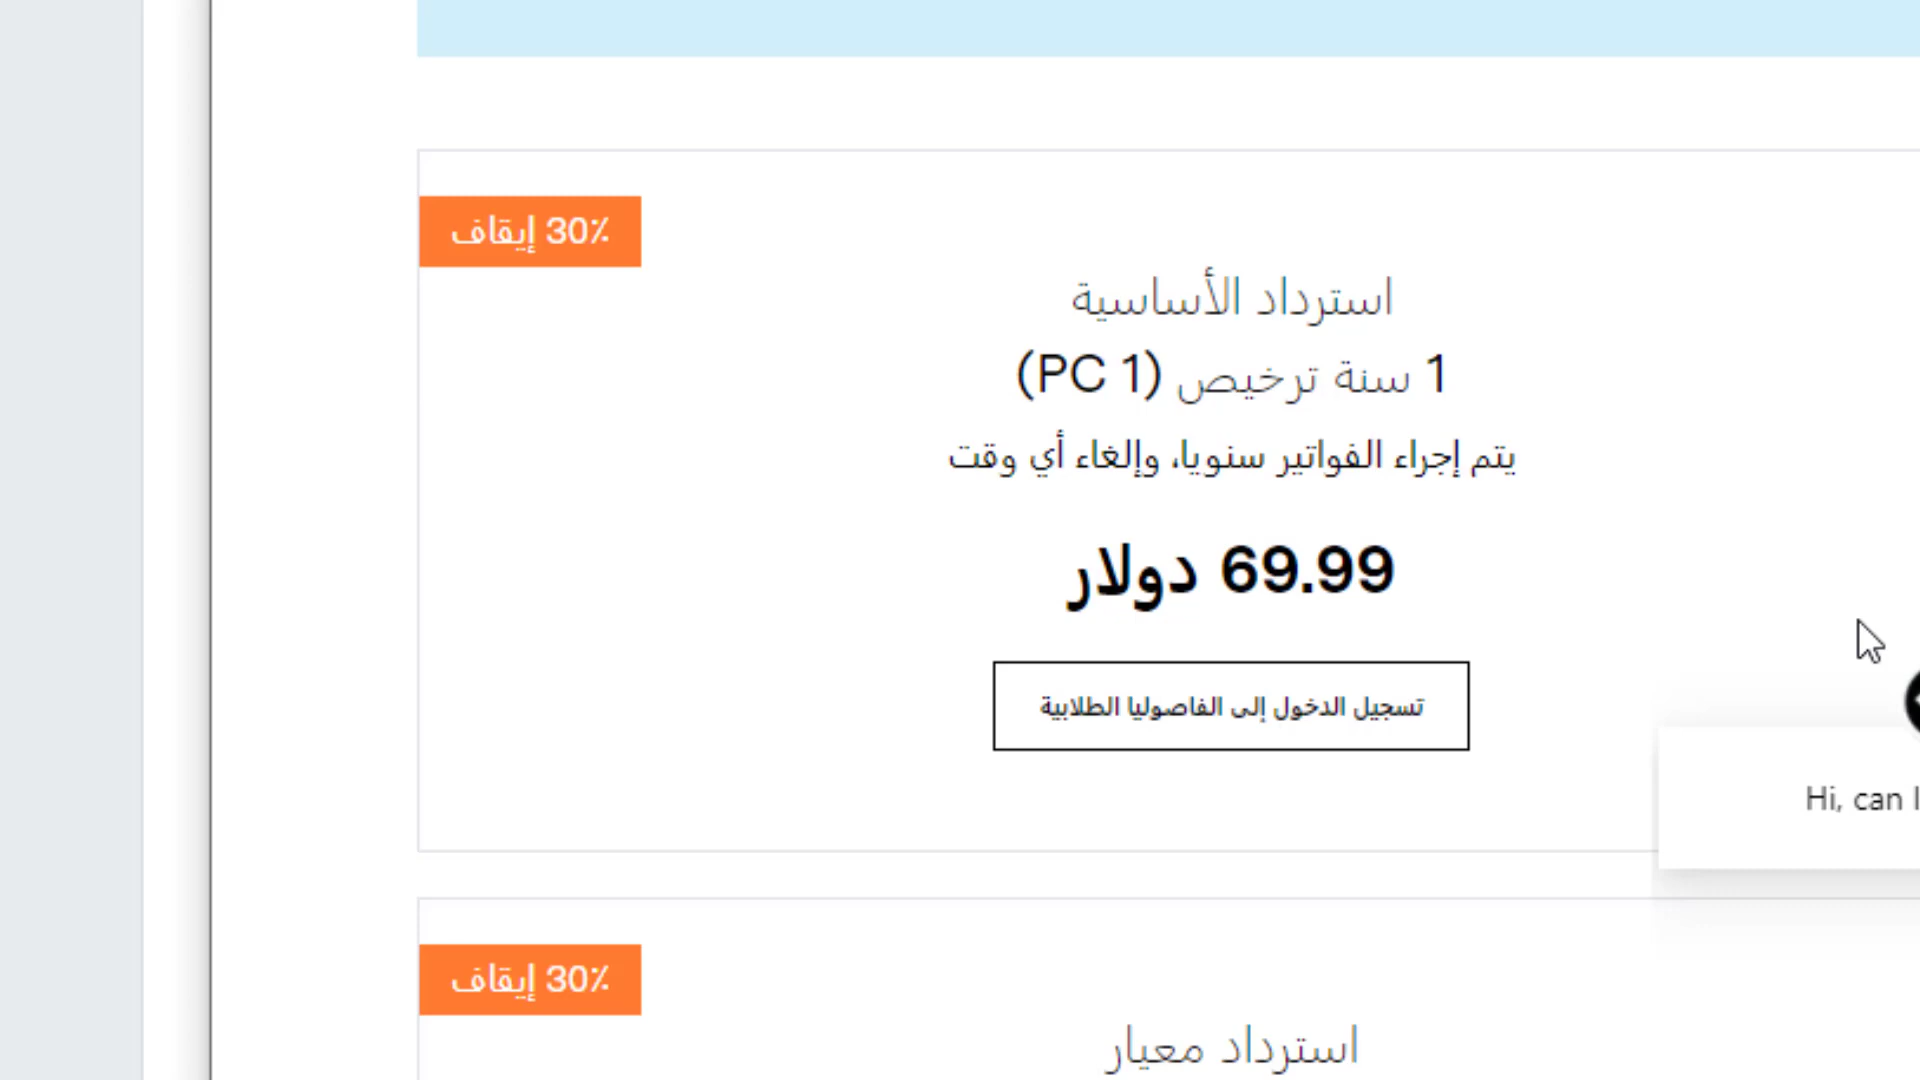 30٪ إيقاف
استرداد الأساسية
1 سنة ترخيص (1 PC)
يتم إجراء الفواتير سنويا، وإلغاء أي وقت
69.99 دولار
تسجيل الدخول إلى الفاصوليا الطلابية
Hi, can I
30٪ إيقاف
استرداد معيار